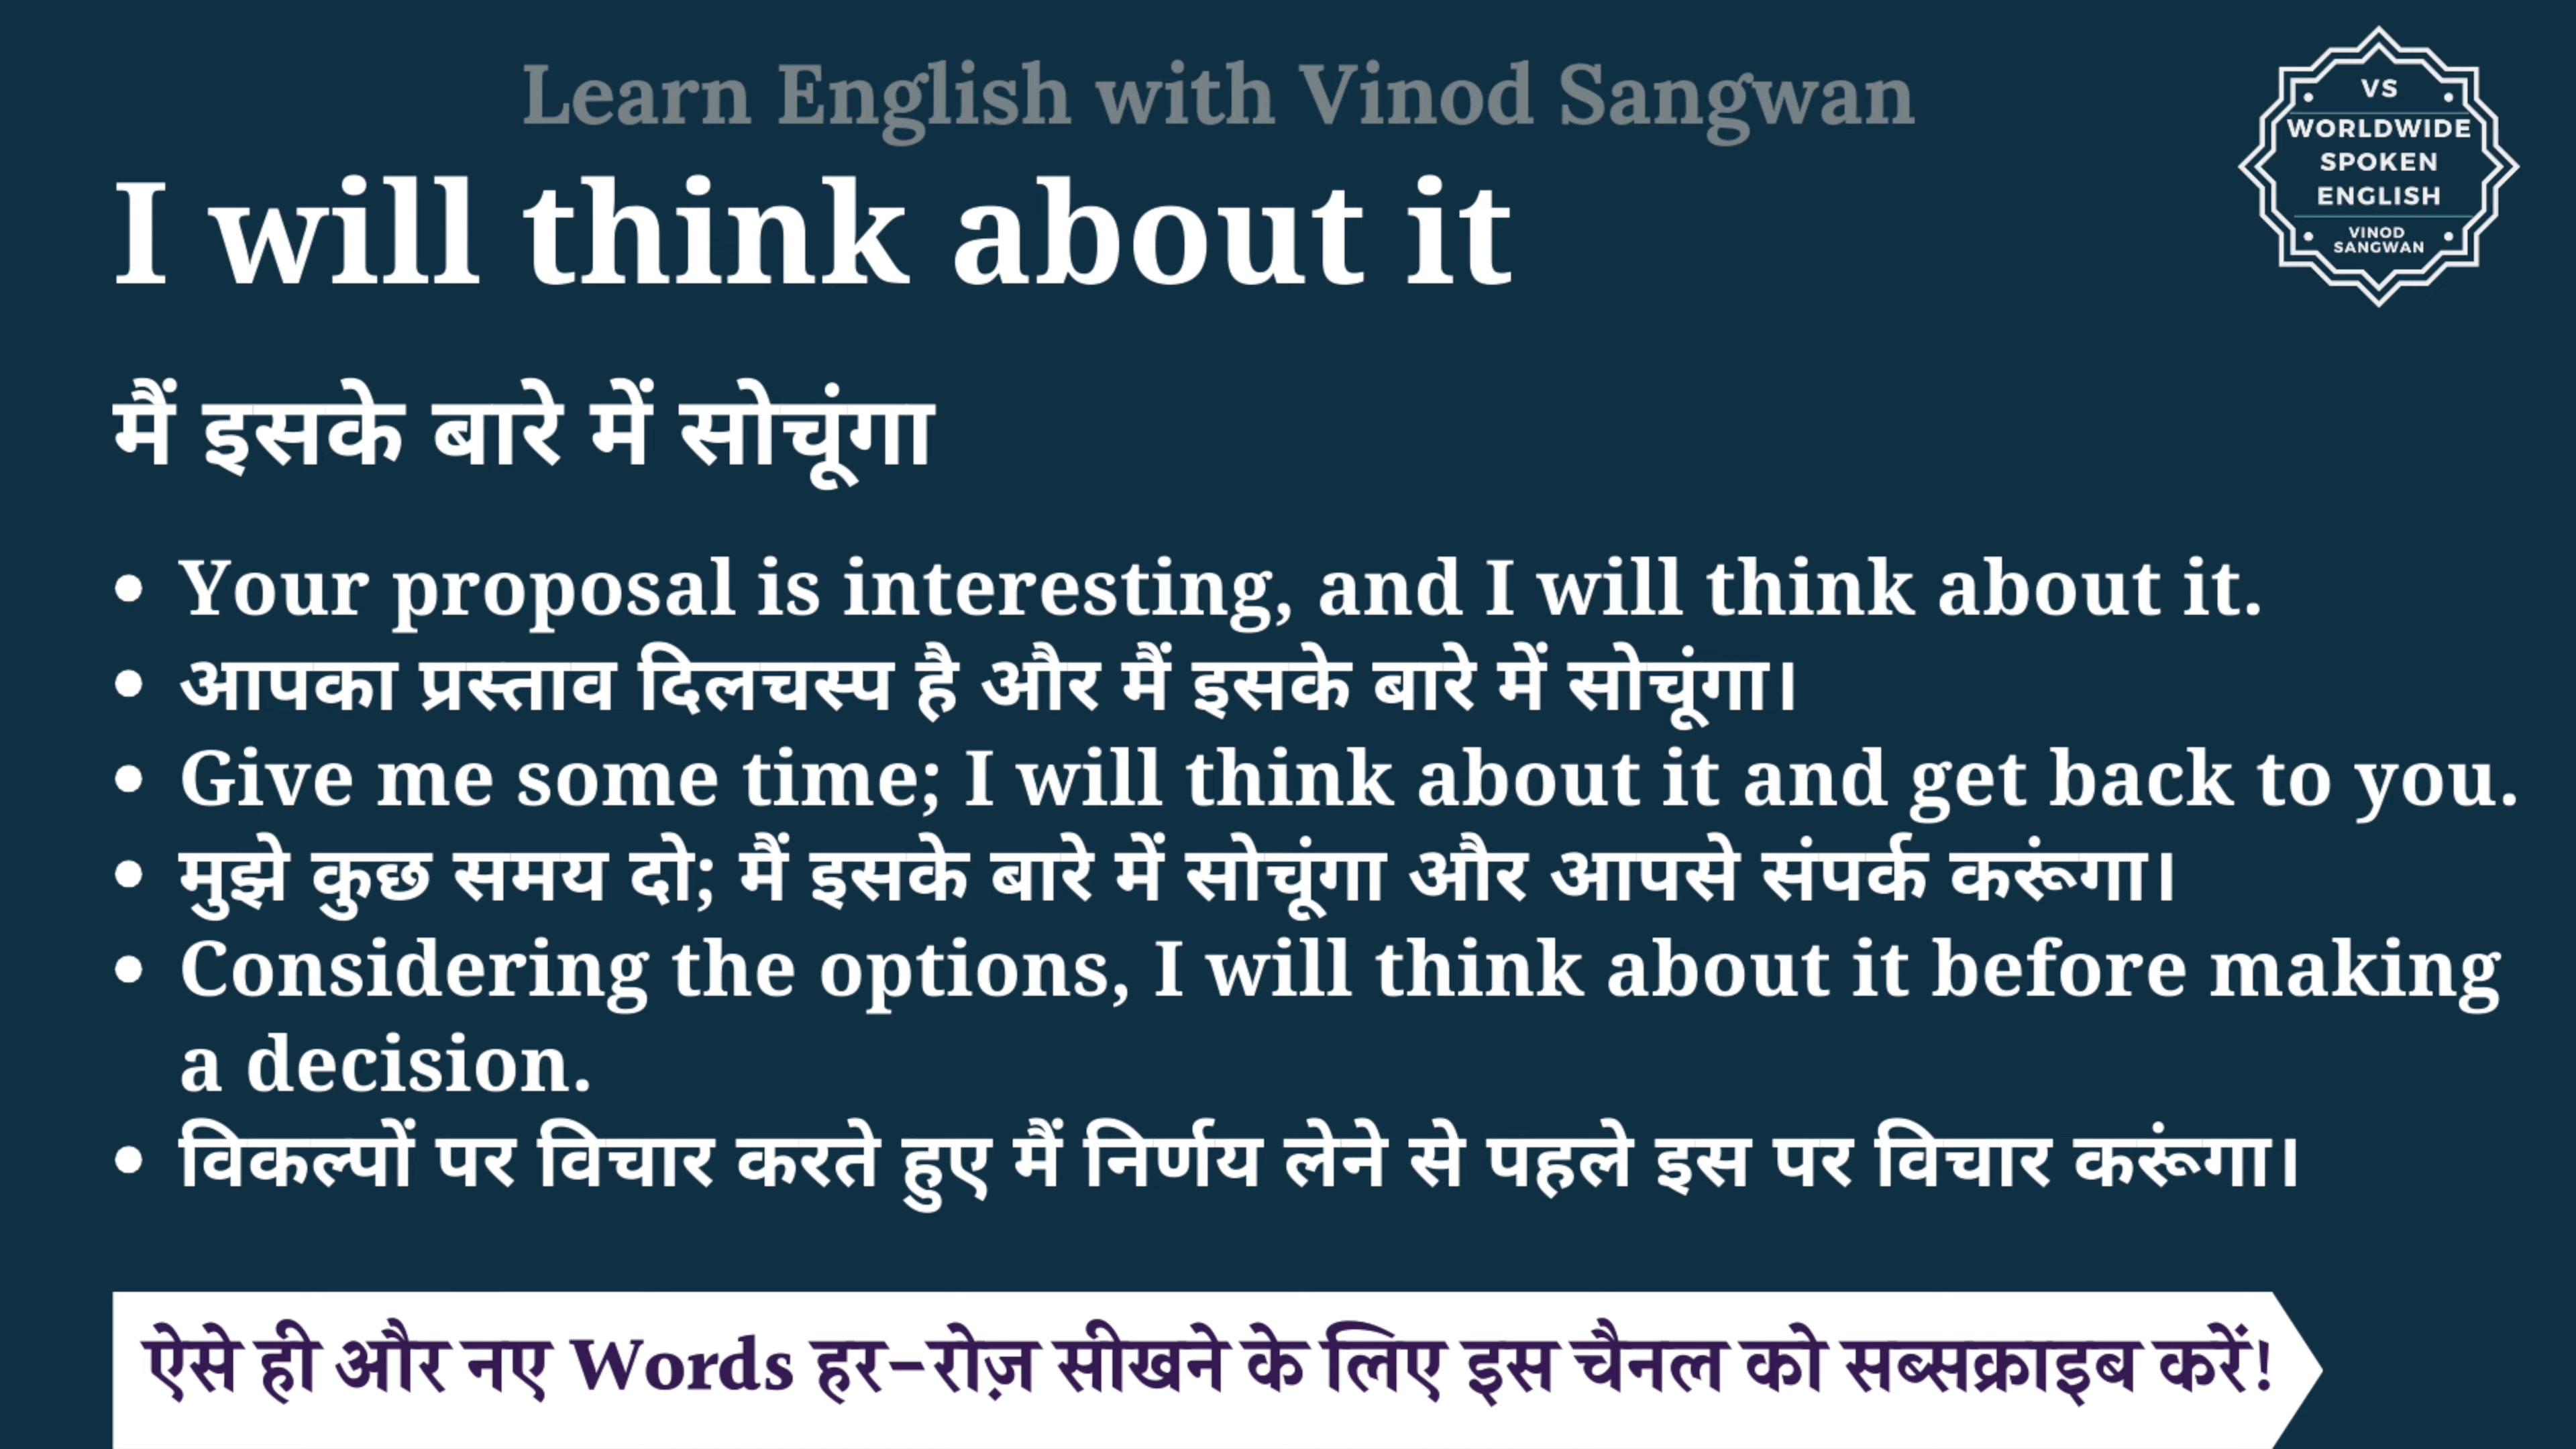 Learn English with Vinod Sangwan
VS
WORLDWIDE
SPOKEN
ENGLISH
VINOD
SANGWAN
I will think about it
मैं इसके बारे में सोचूंगा
• Your proposal is interesting, and I will think about it.
• आपका प्रस्ताव दिलचस्प है और मैं इसके बारे में सोचूंगा।
• Give me some time; I will think about it and get back to you.
• मुझे कुछ समय दो; मैं इसके बारे में सोचूंगा और आपसे संपर्क करूंगा।
• Considering the options, I will think about it before making
a decision.
• विकल्पों पर विचार करते हुए मैं निर्णय लेने से पहले इस पर विचार करूंगा।
ऐसे ही और नए Words हर-रोज़ सीखने के लिए इस चैनल को सब्सक्राइब करें!